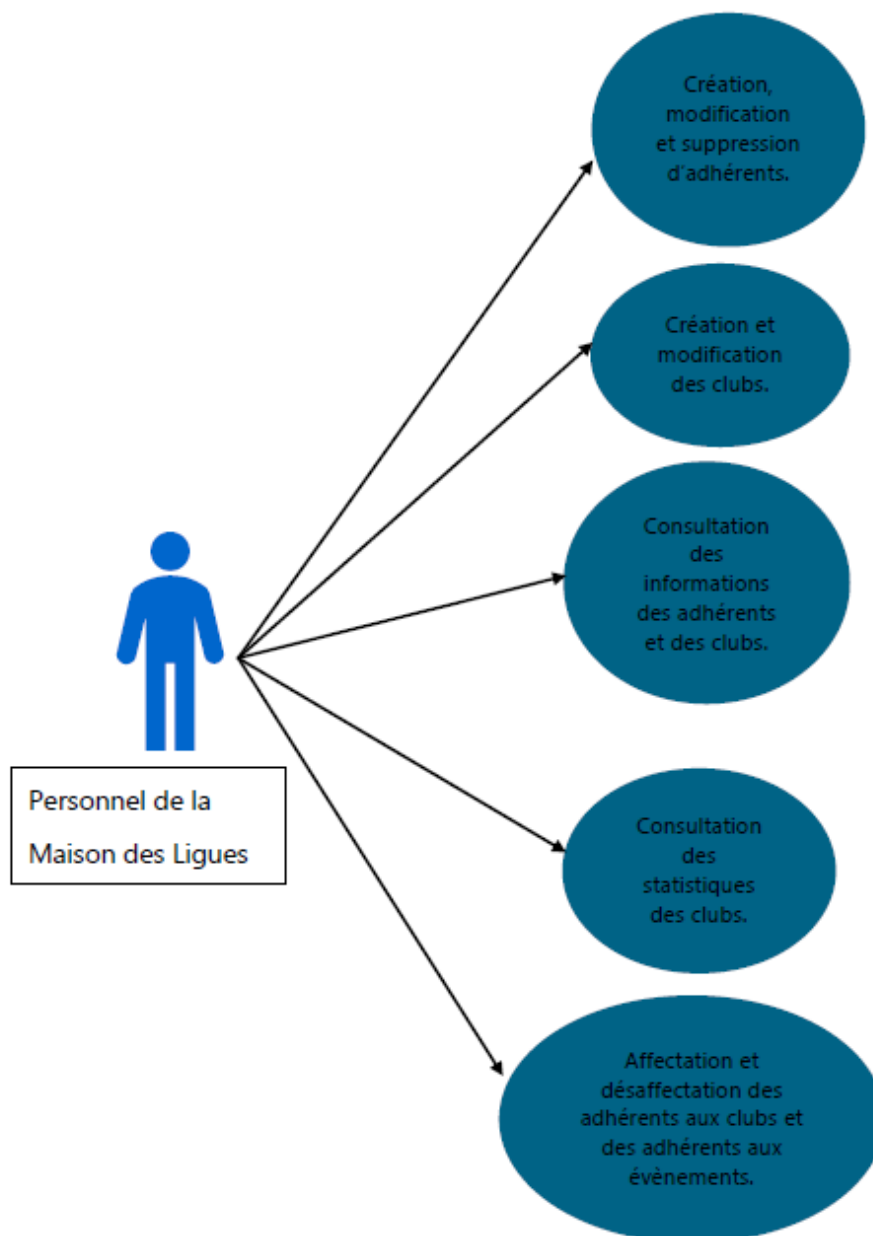 Création,
modification
et suppression
d'adhérents.
Création et
modification
des clubs.
Consultation
des
informations
des adhérents
et des clubs.
Personnel de la
Maison des Ligues
Consultation
des
statistiques
des clubs.
Affectation et
désaffectation des
adhérents aux clubs et
des adhérents aux
évènements.